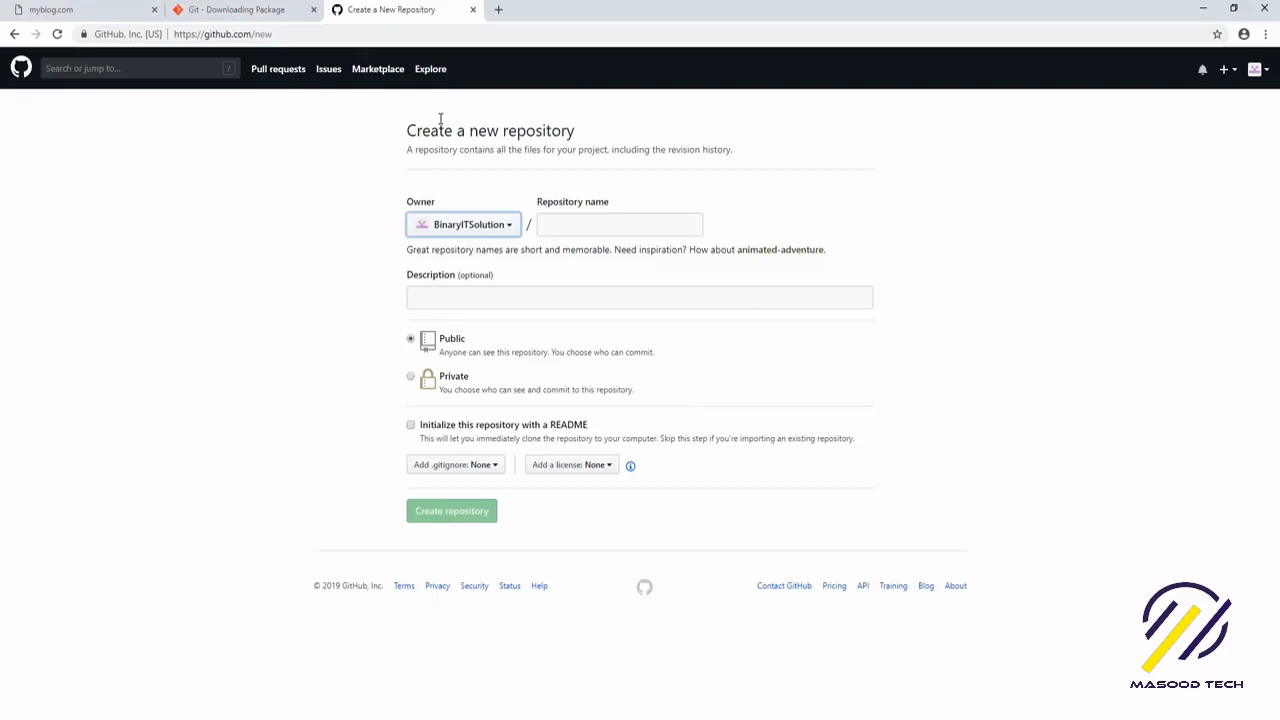 myblog.com
Git - Downloading Package
Create a New Repository
GitHub, Inc. [US] | https://github.com/new
Search or jump to... /
Pull requests Issues Marketplace Explore
Create a new repository
A repository contains all the files for your project, including the revision history.
Owner Repository name
BinaryITSolution /
Great repository names are short and memorable. Need inspiration? How about animated-adventure.
Description (optional)
Public
Anyone can see this repository. You choose who can commit.
Private
You choose who can see and commit to this repository.
Initialize this repository with a README
This will let you immediately clone the repository to your computer. Skip this step if you're importing an existing repository.
Add .gitignore: None Add a license: None
Create repository
© 2019 GitHub, Inc. Terms Privacy Security Status Help Contact GitHub Pricing API Training Blog About
MASOOD TECH